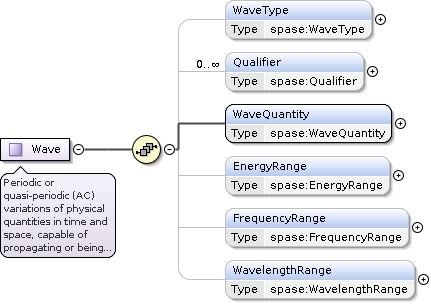 WaveType
Type spase:WaveType
0..∞
Qualifier
Type spase:Qualifier
WaveQuantity
Type spase:WaveQuantity
Wave
Periodic or
quasi-periodic (AC)
variations of physical
quantities in time and
space, capable of
propagating or being...
EnergyRange
Type spase:EnergyRange
FrequencyRange
Type spase:FrequencyRange
WavelengthRange
Type spase:WavelengthRange